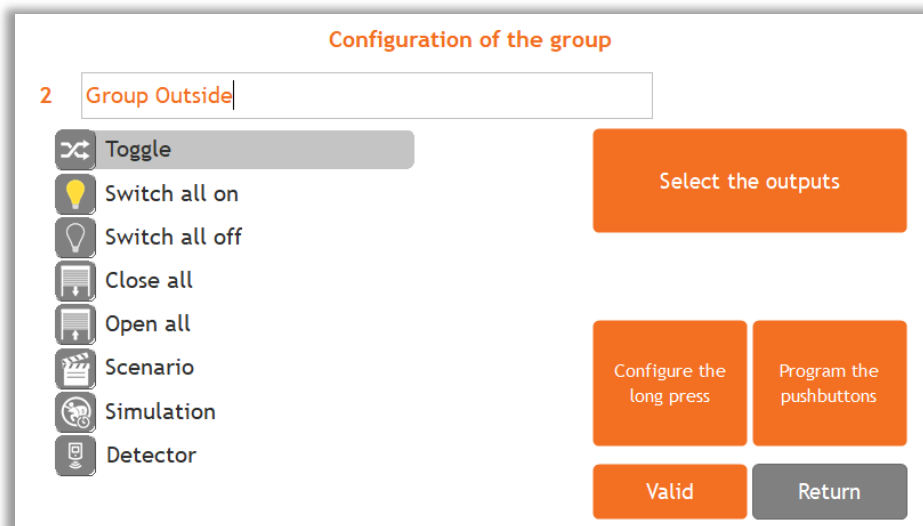 Configuration of the group
2 Group Outside
Toggle
Switch all on
Switch all off
Close all
Open all
Scenario
Simulation
Detector
Select the outputs
Configure the
long press
Program the
pushbuttons
Valid
Return